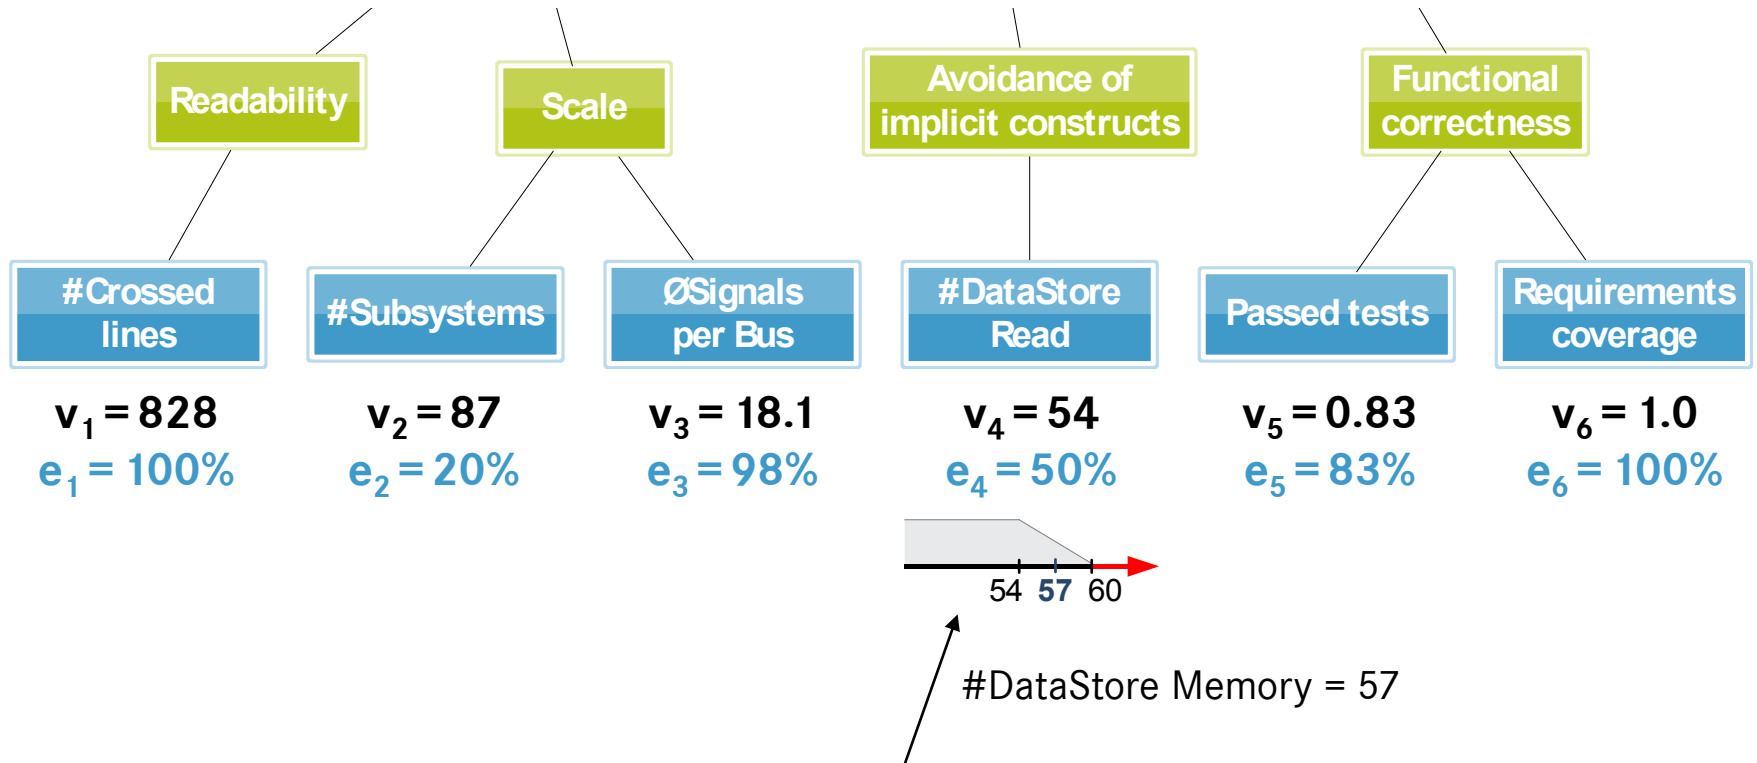 Readability
Scale
Avoidance of
implicit constructs
Functional
correctness
#Crossed
lines
#Subsystems
ØSignals
per Bus
#DataStore
Read
Passed tests
Requirements
coverage
v1 = 828
v2 = 87
v3 = 18.1
v4 = 54
v5 = 0.83
v6 = 1.0
e1 = 100%
e2 = 20%
e3 = 98%
e4 = 50%
e5 = 83%
e6 = 100%
54 57 60
#DataStore Memory = 57